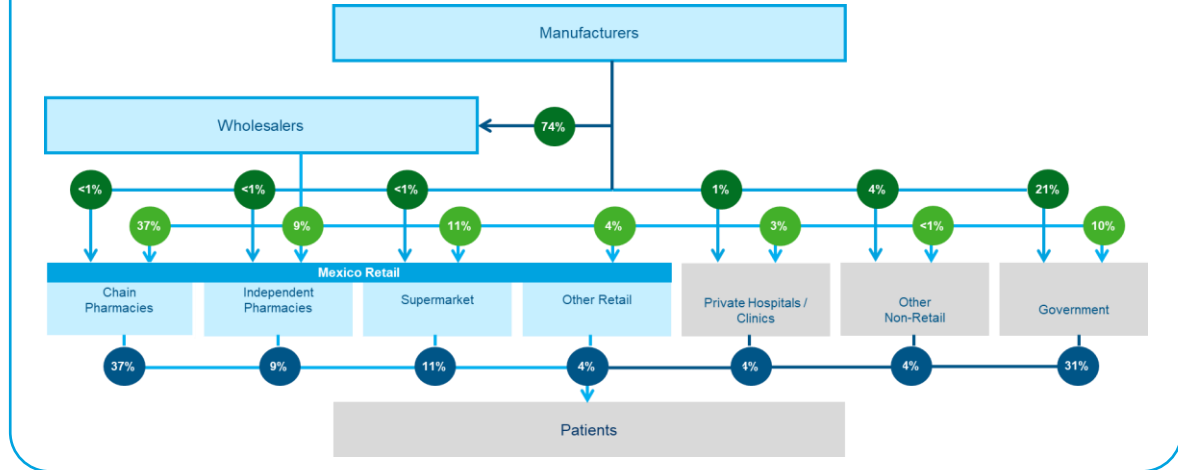 Manufacturers
Wholesalers
74%
<1%
<1%
<1%
1%
4%
21%
37%
9%
11%
4%
3%
<1%
10%
Mexico Retail
Chain
Pharmacies
Independent
Pharmacies
Supermarket
Other Retail
Private Hospitals /
Clinics
Other
Non-Retail
Government
37%
9%
11%
4%
4%
4%
31%
Patients